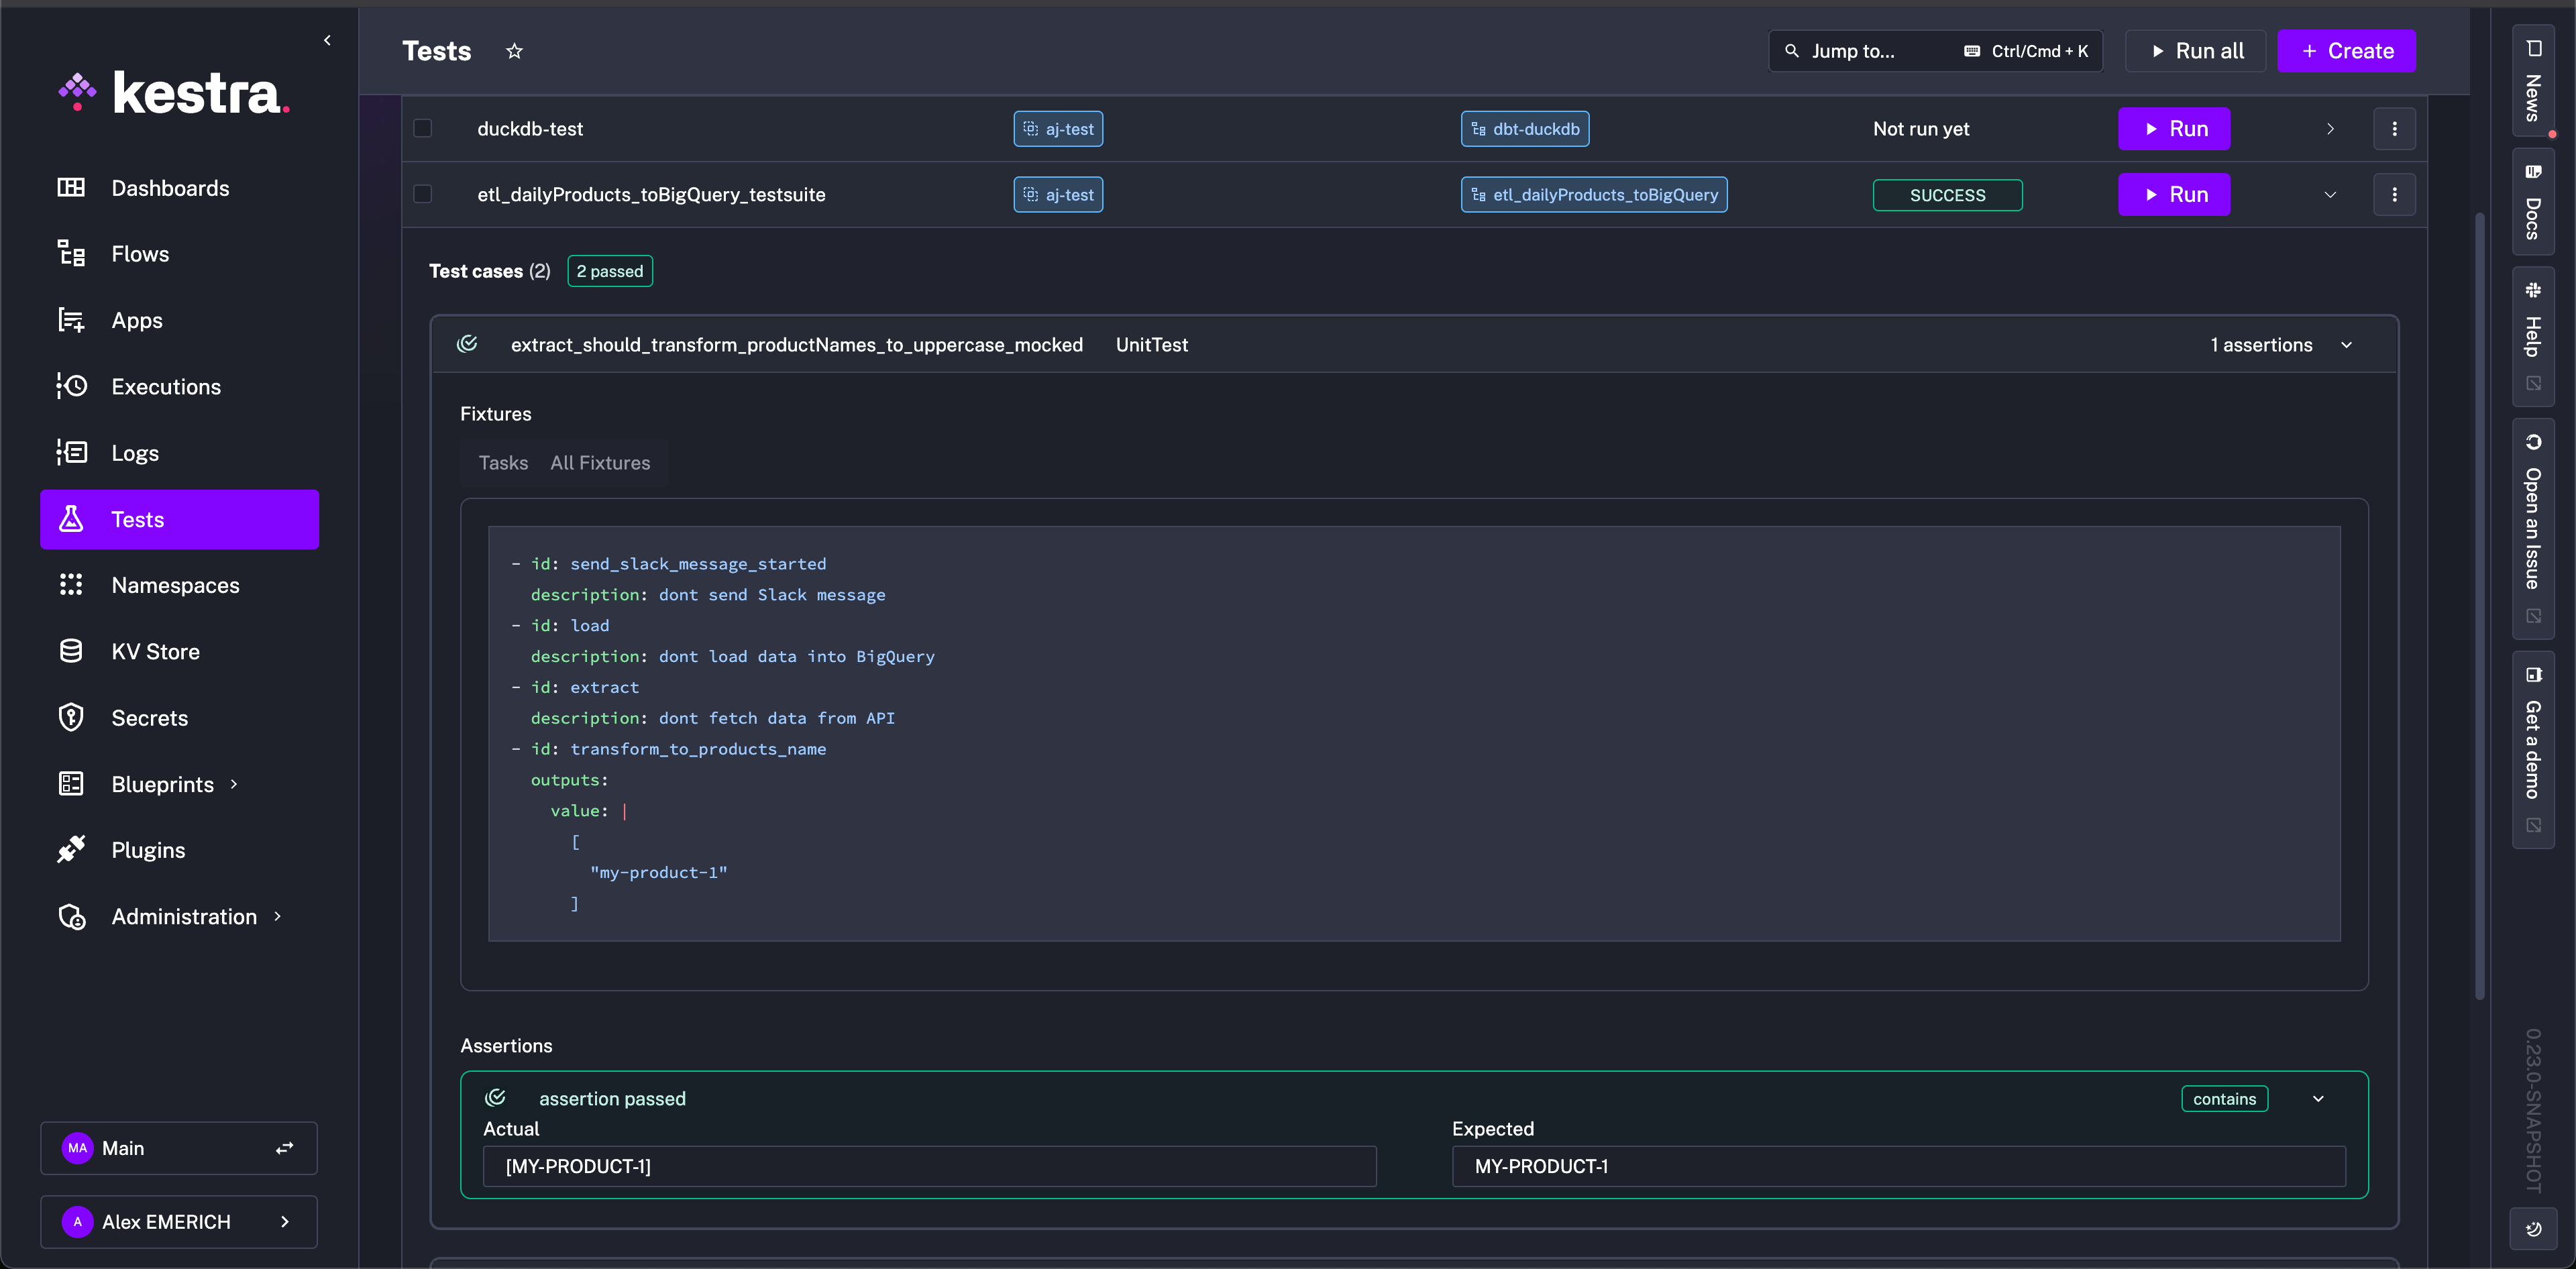 kestra.
Dashboards
Flows
Apps
Executions
Logs
Tests
Namespaces
KV Store
Secrets
Blueprints
Plugins
Administration
MA Main
A Alex EMERICH
Tests
Jump to... Ctrl/Cmd + K
Run all
+ Create
duckdb-test aj-test dbt-duckdb Not run yet Run
etl_dailyProducts_toBigQuery_testsuite aj-test etl_dailyProducts_toBigQuery SUCCESS Run
Test cases (2) 2 passed
extract_should_transform_productNames_to_uppercase_mocked UnitTest 1 assertions
Fixtures
Tasks All Fixtures
- id: send_slack_message_started
description: dont send Slack message
- id: load
description: dont load data into BigQuery
- id: extract
description: dont fetch data from API
- id: transform_to_products_name
outputs:
value: |
[
"my-product-1"
]
Assertions
assertion passed contains
Actual Expected
[MY-PRODUCT-1] MY-PRODUCT-1
News
Docs
Help
Open an Issue
Get a demo
0.23.0-SNAPSHOT